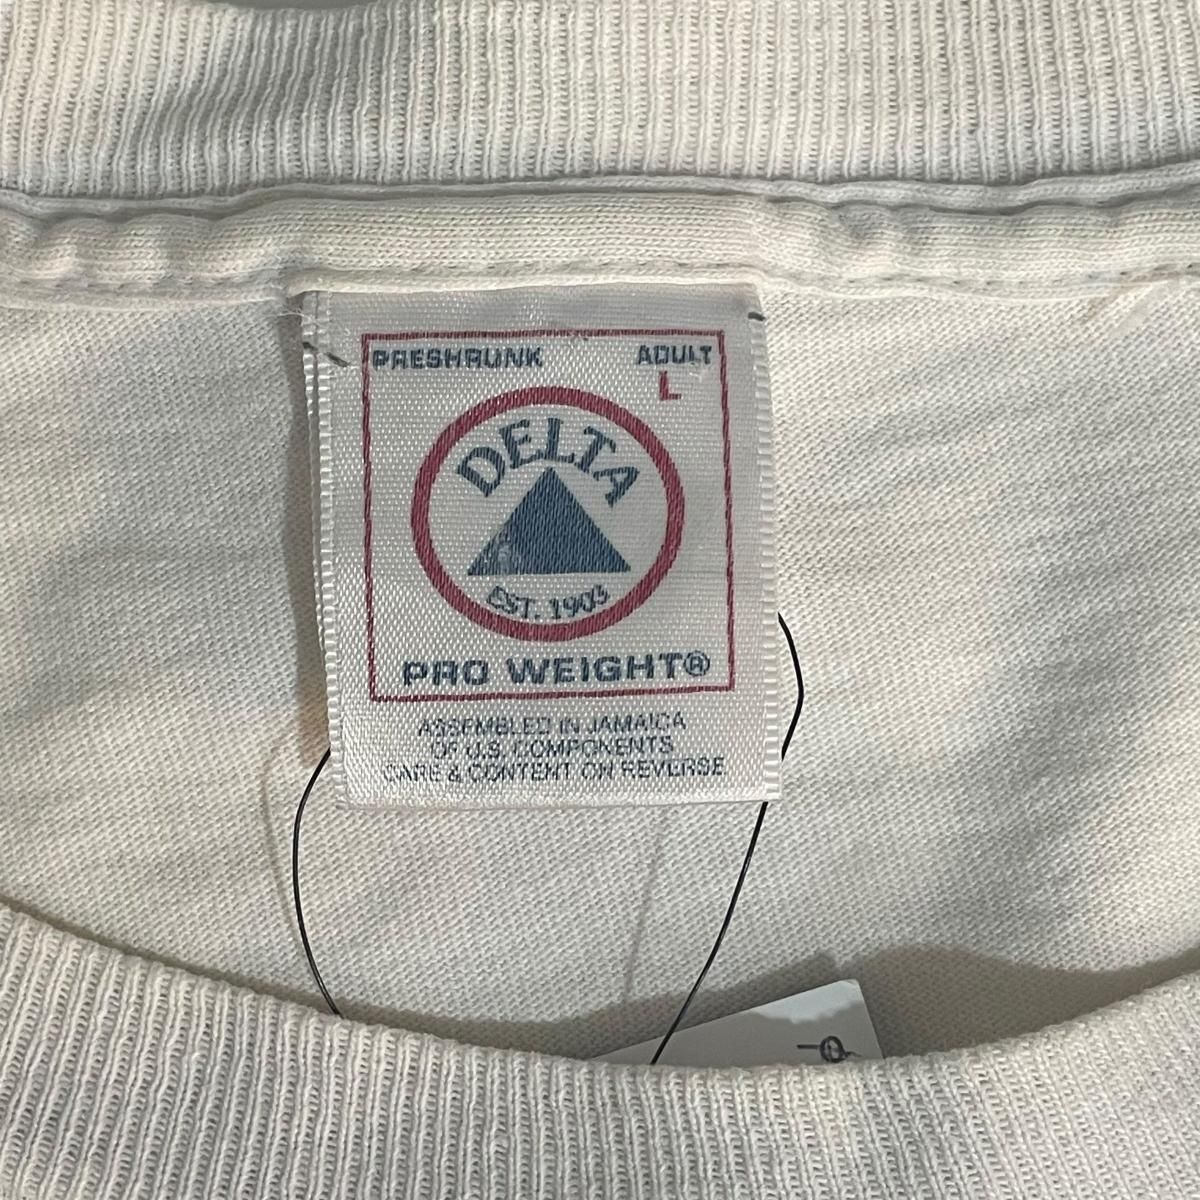 PRESHRUNK ADULT
L
DELTA
EST. 1903
PRO WEIGHT®
ASSEMBLED IN JAMAICA
OF U.S. COMPONENTS
CARE & CONTENT ON REVERSE